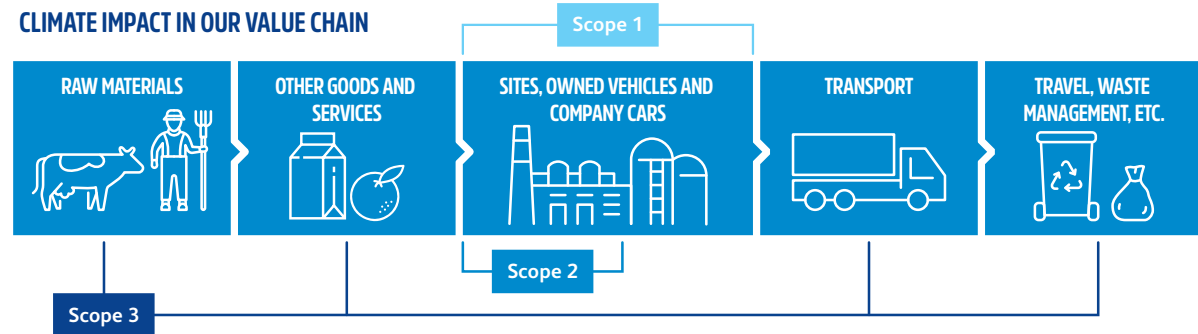 CLIMATE IMPACT IN OUR VALUE CHAIN
Scope 1
RAW MATERIALS
OTHER GOODS AND
SERVICES
SITES, OWNED VEHICLES AND
COMPANY CARS
TRANSPORT
TRAVEL, WASTE
MANAGEMENT, ETC.
Scope 2
Scope 3